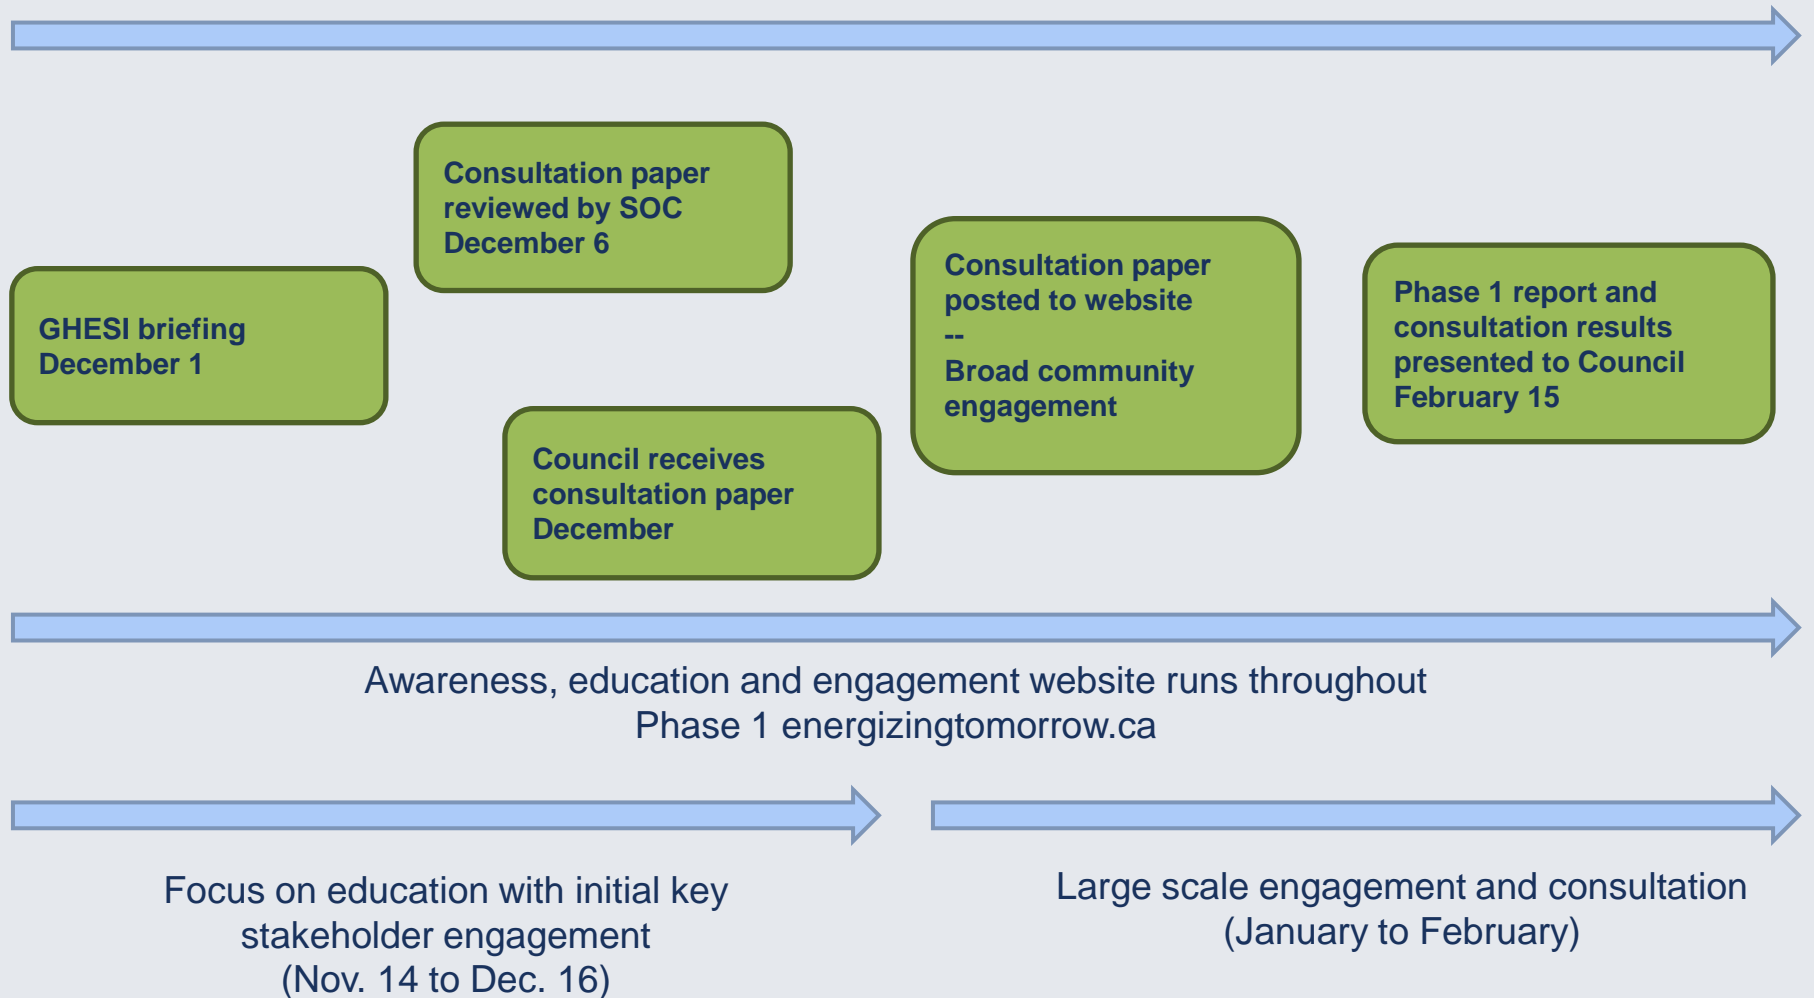 GHESI briefing
December 1
Consultation paper
reviewed by SOC
December 6
Council receives
consultation paper
December
Consultation paper
posted to website
--
Broad community
engagement
Phase 1 report and
consultation results
presented to Council
February 15
Awareness, education and engagement website runs throughout
Phase 1 energizingtomorrow.ca
Focus on education with initial key
stakeholder engagement
(Nov. 14 to Dec. 16)
Large scale engagement and consultation
(January to February)